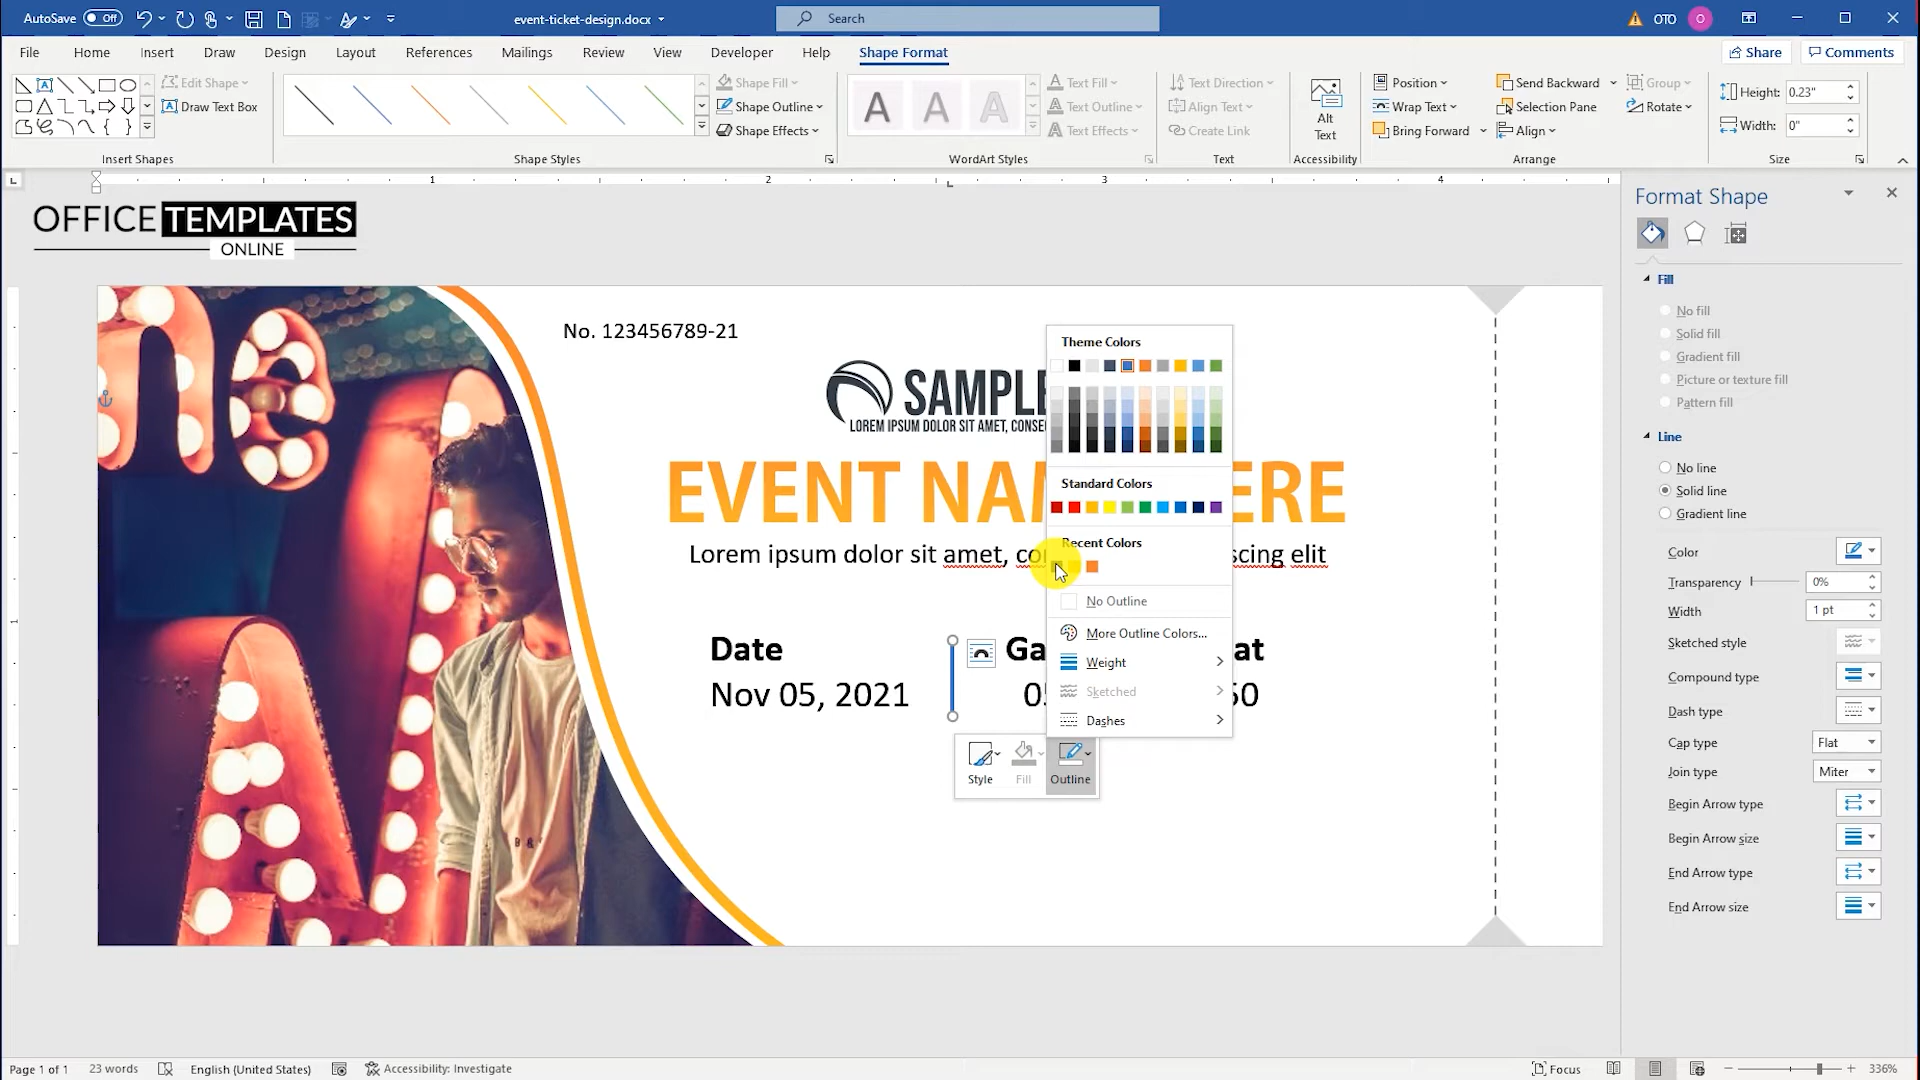 AutoSave Off
event-ticket-design.docx
Search
OTO
O
File Home Insert Draw Design Layout References Mailings Review View Developer Help Shape Format
Share Comments
Edit Shape
Draw Text Box
Insert Shapes
Shape Fill
Shape Outline
Shape Effects
Shape Styles
A A A
Text Fill
Text Outline
Text Effects
WordArt Styles
Text Direction
Align Text
Create Link
Text
Alt
Text
Accessibility
Position
Wrap Text
Bring Forward
Send Backward
Selection Pane
Align
Group
Rotate
Arrange
Height: 0.23"
Width: 0"
Size
1 2 3 4
OFFICE TEMPLATES
ONLINE
No. 123456789-21
SAMPLE
LOREM IPSUM DOLOR SIT AMET,
EVENT NA
ERE
Lorem ipsum dolor sit amet, co
scing elit
Date
Ga
at
Nov 05, 2021
05
50
Theme Colors
Standard Colors
Recent Colors
No Outline
More Outline Colors...
Weight
Sketched
Dashes
Style Fill Outline
Format Shape
Fill
No fill
Solid fill
Gradient fill
Picture or texture fill
Pattern fill
Line
No line
Solid line
Gradient line
Color
Transparency 0%
Width 1 pt
Sketched style
Compound type
Dash type
Cap type Flat
Join type Miter
Begin Arrow type
Begin Arrow size
End Arrow type
End Arrow size
1
Page 1 of 1 23 words English (United States) Accessibility: Investigate
Focus 336%